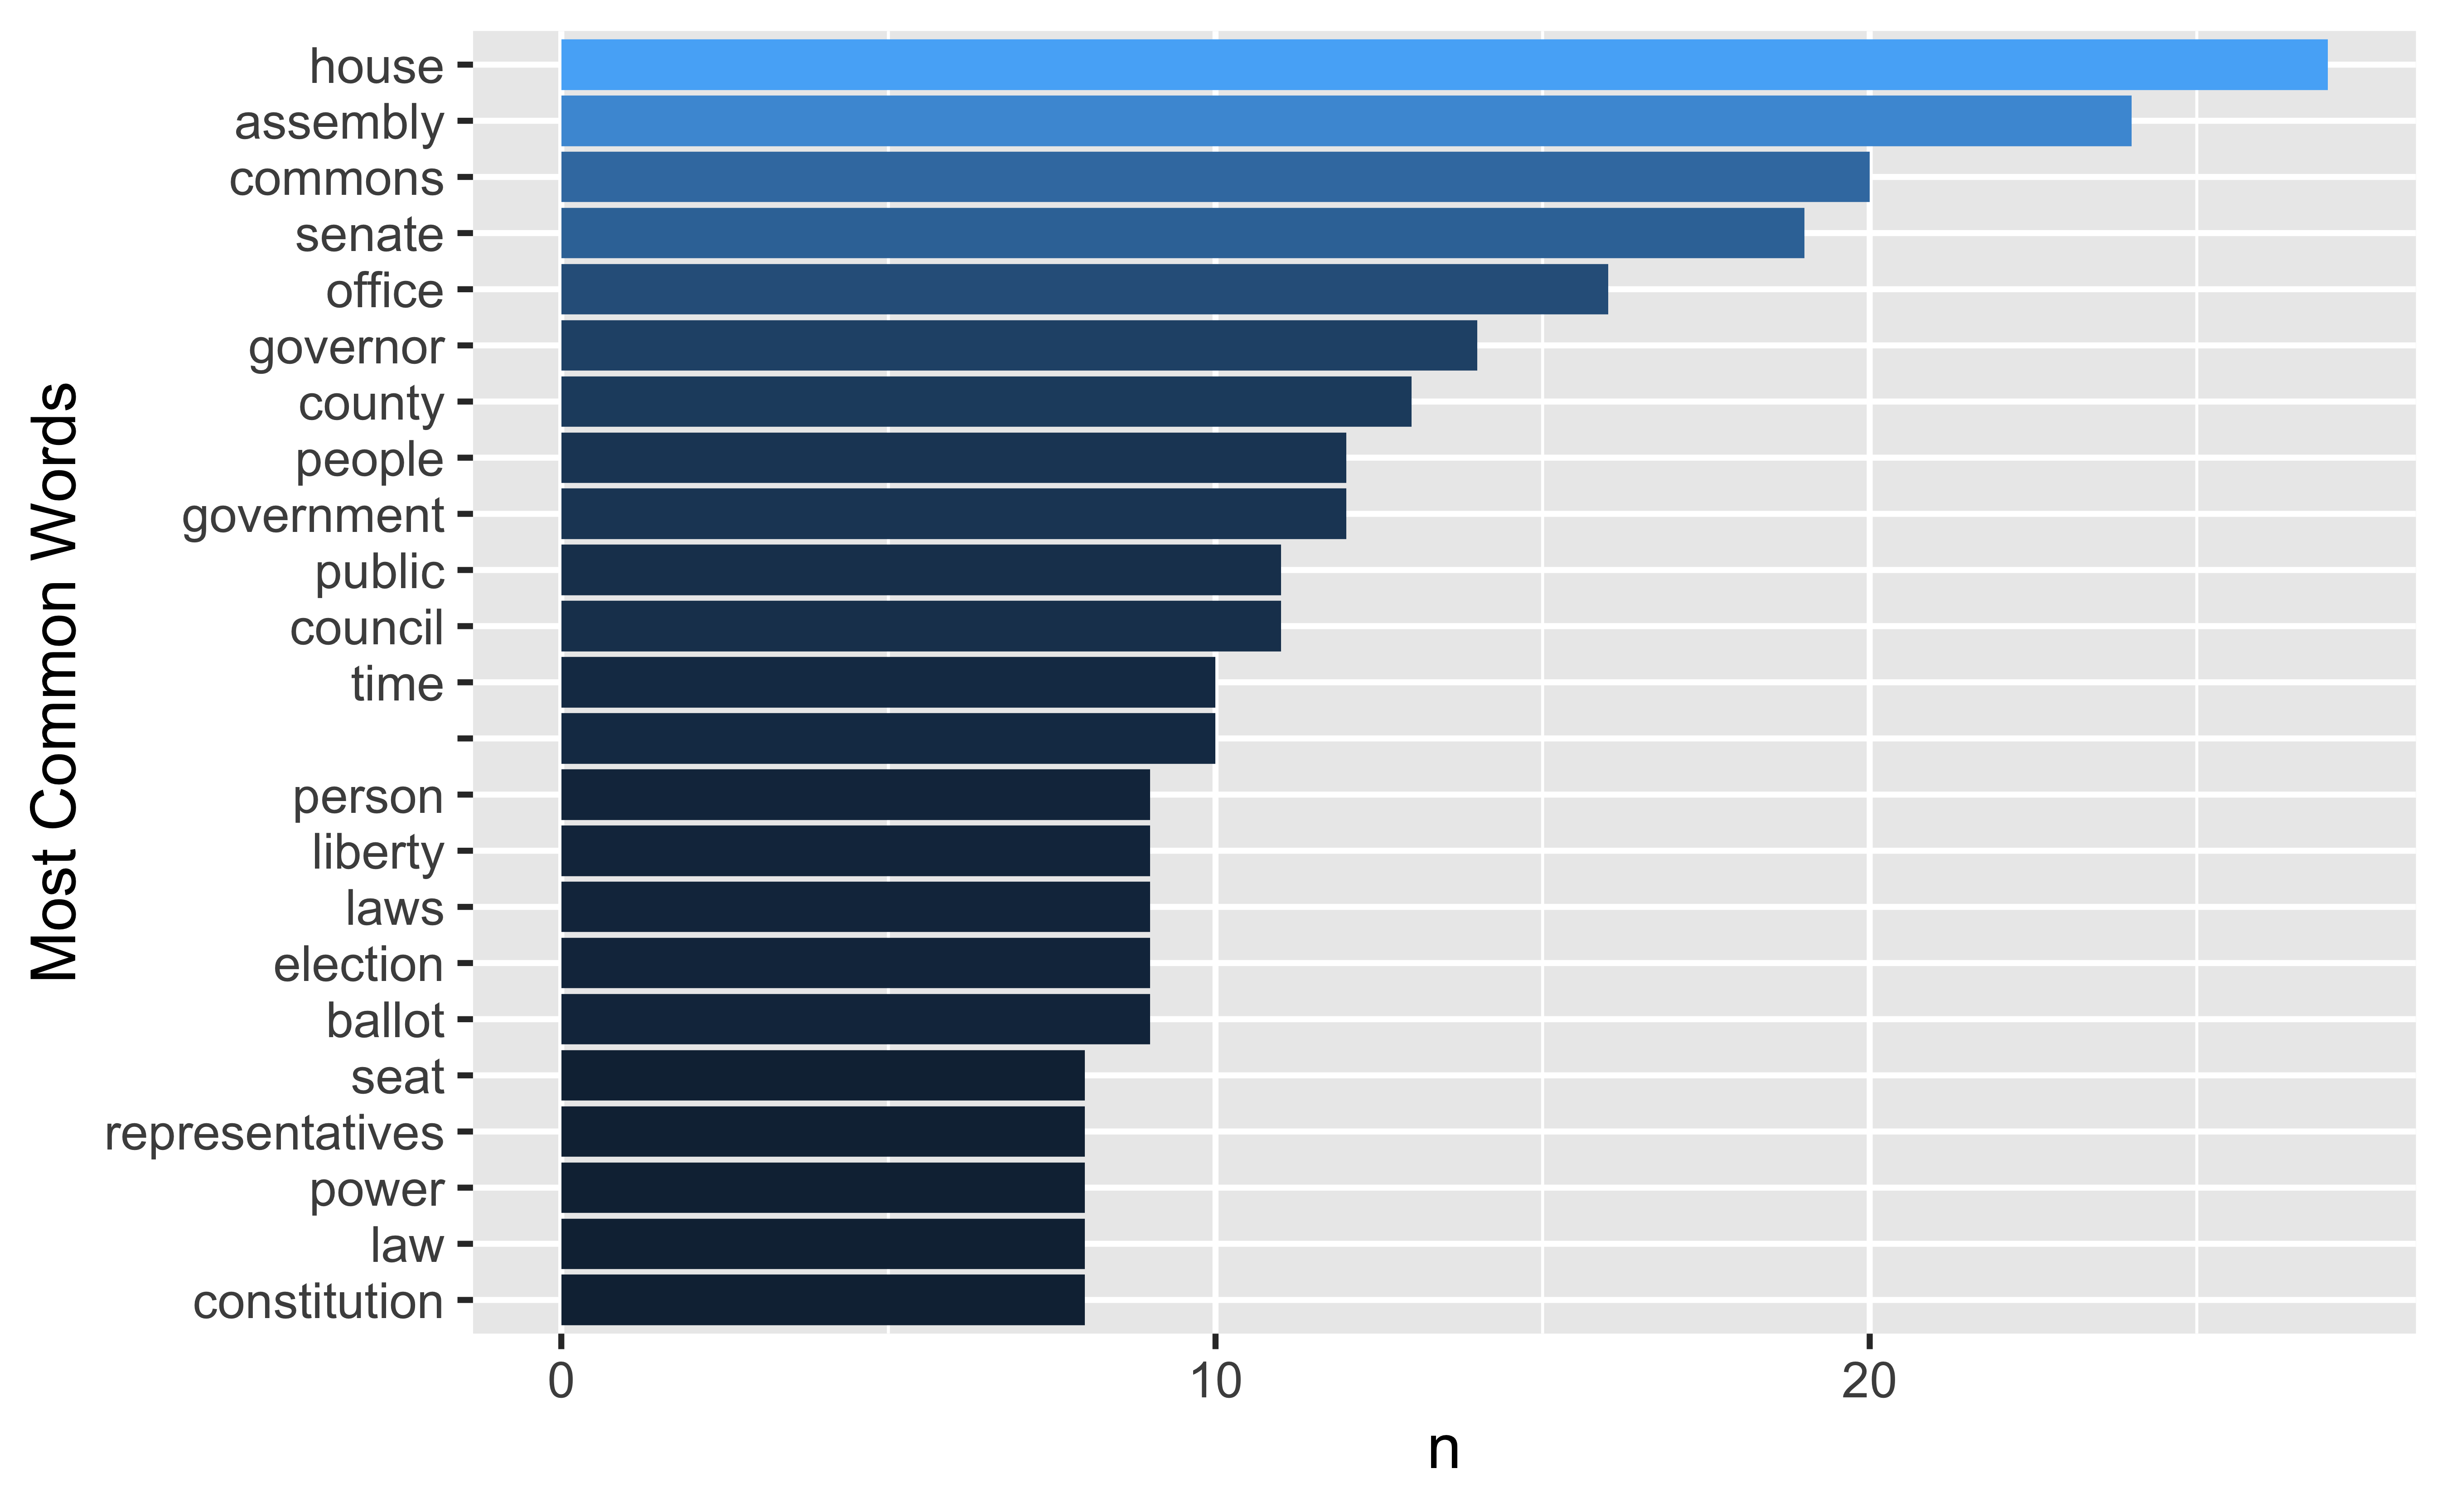 Most Common Words
house
assembly
commons
senate
office
governor
county
people
government
public
council
time
person
liberty
laws
election
ballot
seat
representatives
power
law
constitution
0 10 20
n